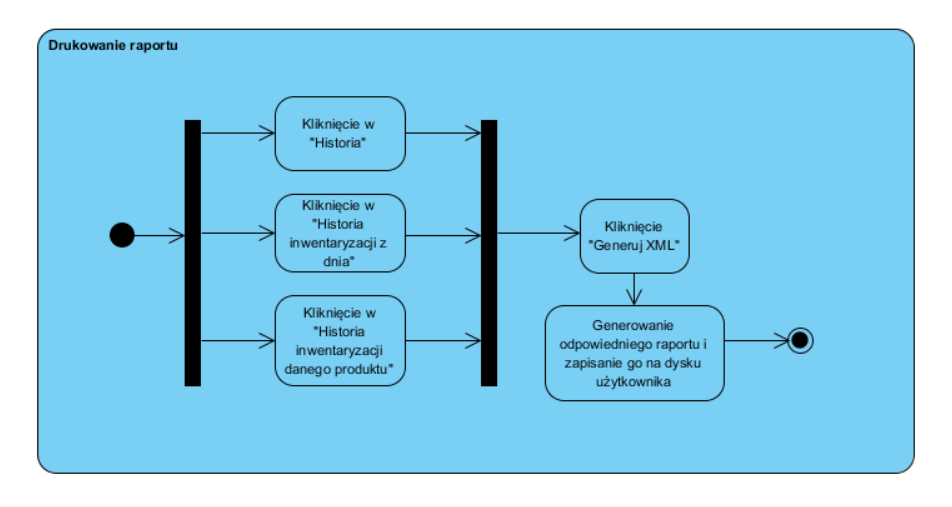 Drukowanie raportu
Kliknięcie w
"Historia"
Kliknięcie w
"Historia
inwentaryzacji z
dnia"
Kliknięcie w
"Historia
inwentaryzacji
danego produktu"
Kliknięcie
"Generuj XML"
Generowanie
odpowiedniego raportu i
zapisanie go na dysku
użytkownika